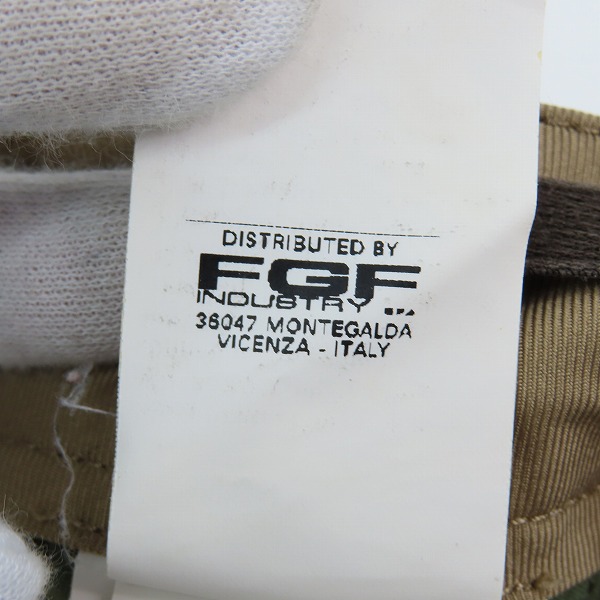 DISTRIBUTED BY
FGF
INDUSTRY
36047 MONTEGALDA
VICENZA - ITALY